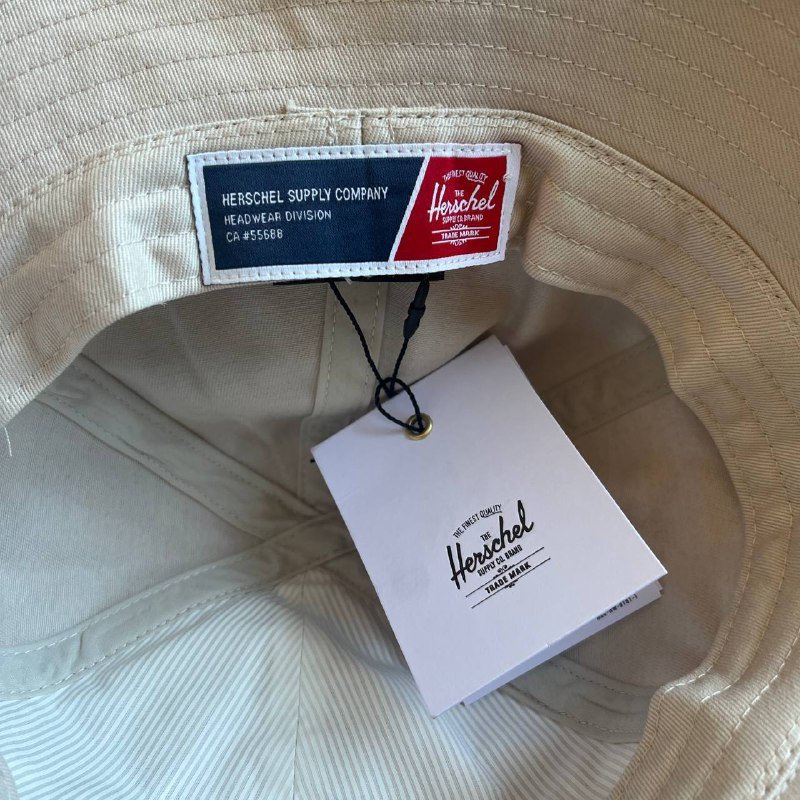 HERSCHEL SUPPLY COMPANY
HEADWEAR DIVISION
CA #55688
THE FINEST QUALITY
THE
Herschel
SUPPLY CO. BRAND
TRADE MARK
THE FINEST QUALITY
THE
Herschel
SUPPLY CO. BRAND
TRADE MARK